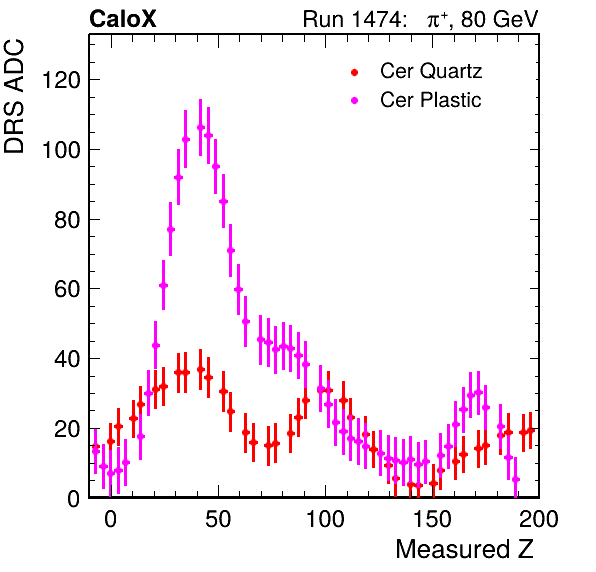 CaloX Run 1474: π⁺, 80 GeV
DRS ADC
Cer Quartz
Cer Plastic
120
100
80
60
40
20
0
0 50 100 150 200
Measured Z